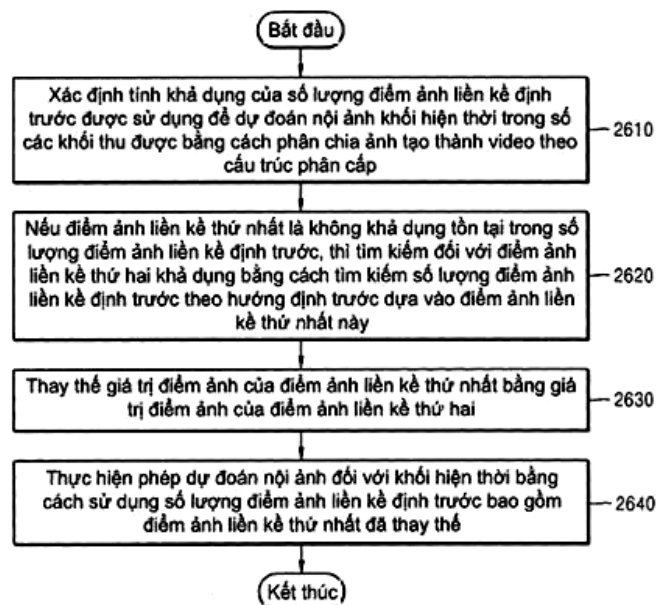 Bắt đầu
Xác định tính khả dụng của số lượng điểm ảnh liền kề định
trước được sử dụng để dự đoán nội ảnh khối hiện thời trong số
các khối thu được bằng cách phân chia ảnh tạo thành video theo
cấu trúc phân cấp
2610
Nếu điểm ảnh liền kề thứ nhất là không khả dụng tồn tại trong số
lượng điểm ảnh liền kề định trước, thì tìm kiếm đối với điểm ảnh
liền kề thứ hai khả dụng bằng cách tìm kiếm số lượng điểm ảnh
liền kề định trước theo hướng định trước dựa vào điểm ảnh liền
kề thứ nhất này
2620
Thay thế giá trị điểm ảnh của điểm ảnh liền kề thứ nhất bằng giá
trị điểm ảnh của điểm ảnh liền kề thứ hai
2630
Thực hiện phép dự đoán nội ảnh đối với khối hiện thời bằng
cách sử dụng số lượng điểm ảnh liền kề định trước bao gồm
điểm ảnh liền kề thứ nhất đã thay thế
2640
Kết thúc